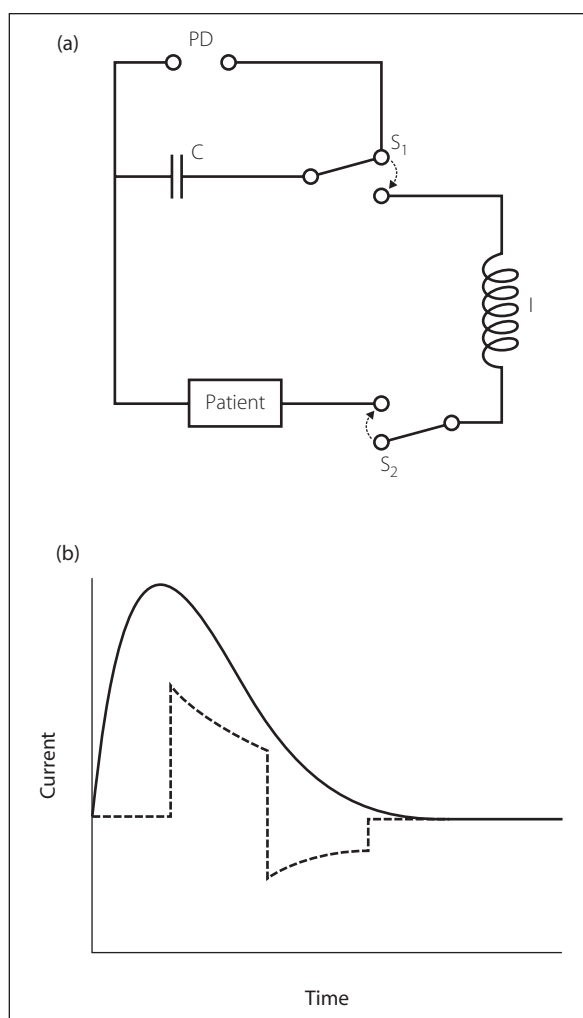 (a)
PD
C
S₁
I
Patient
S₂
(b)
Current
Time